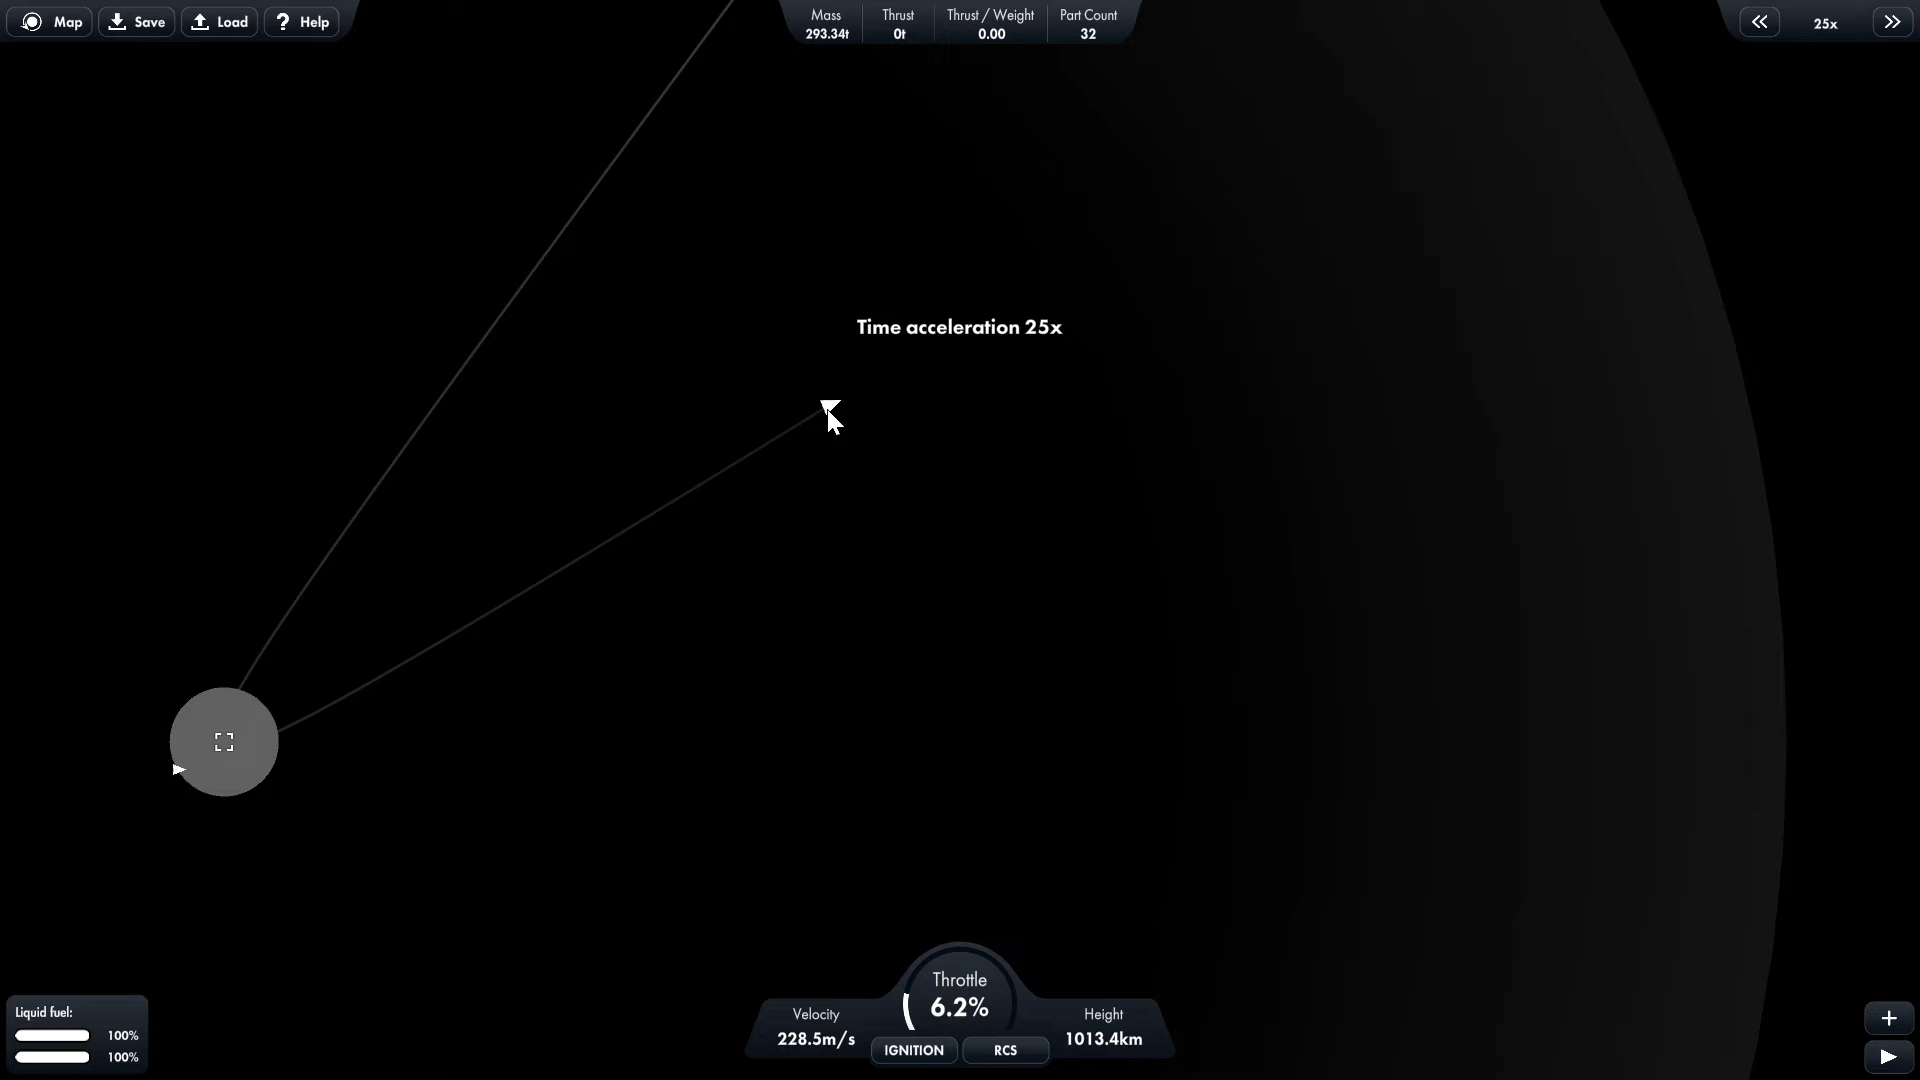 Map
Save
Load
? Help
Mass
293.34t
Thrust
0t
Thrust / Weight
0.00
Part Count
32
25x
Time acceleration 25x
Liquid fuel:
100%
100%
Throttle
6.2%
Velocity
228.5m/s
Height
1013.4km
IGNITION
RCS